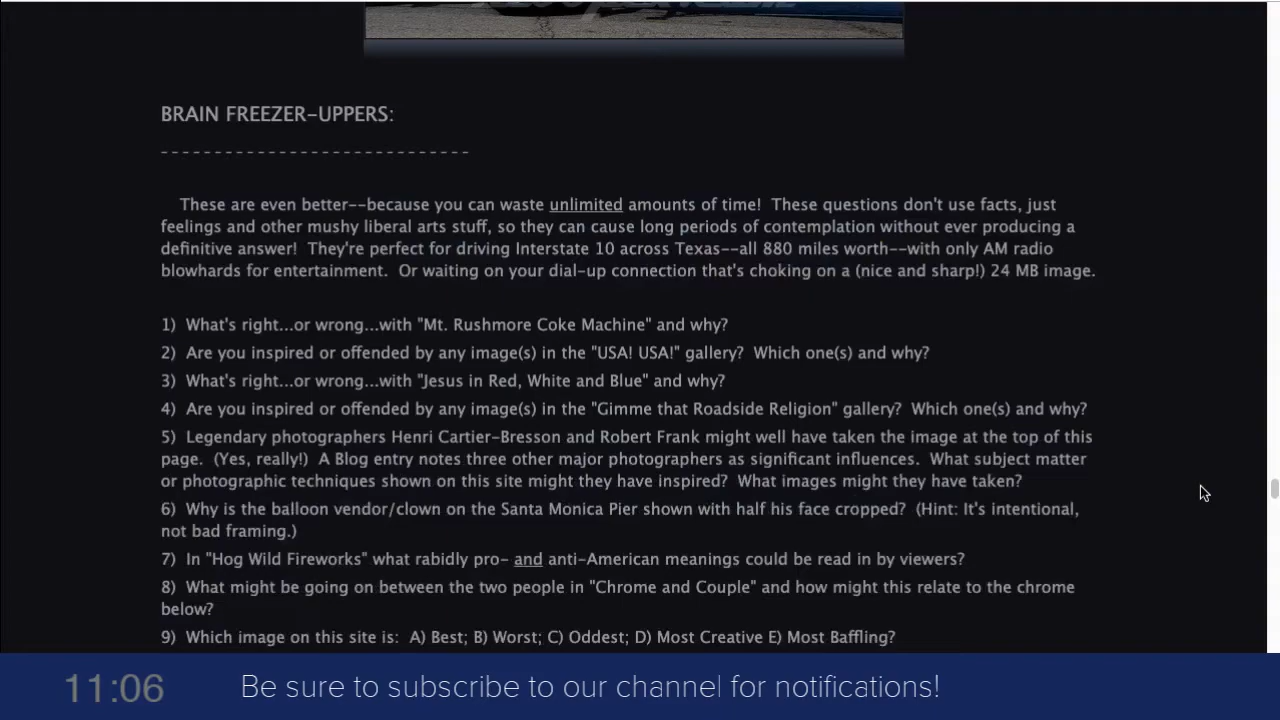 BRAIN FREEZER-UPPERS:
- - - - - - - - - - - - - - - - - - - - - - - - - - - -
These are even better--because you can waste unlimited amounts of time!  These questions don't use facts, just
feelings and other mushy liberal arts stuff, so they can cause long periods of contemplation without ever producing a
definitive answer!  They're perfect for driving Interstate 10 across Texas--all 880 miles worth--with only AM radio
blowhards for entertainment.  Or waiting on your dial-up connection that's choking on a (nice and sharp!) 24 MB image.
1)  What's right...or wrong...with "Mt. Rushmore Coke Machine" and why?
2)  Are you inspired or offended by any image(s) in the "USA! USA!" gallery?  Which one(s) and why?
3)  What's right...or wrong...with "Jesus in Red, White and Blue" and why?
4)  Are you inspired or offended by any image(s) in the "Gimme that Roadside Religion" gallery?  Which one(s) and why?
5)  Legendary photographers Henri Cartier-Bresson and Robert Frank might well have taken the image at the top of this
page.  (Yes, really!)  A Blog entry notes three other major photographers as significant influences.  What subject matter
or photographic techniques shown on this site might they have inspired?  What images might they have taken?
6)  Why is the balloon vendor/clown on the Santa Monica Pier shown with half his face cropped?  (Hint: It's intentional,
not bad framing.)
7)  In "Hog Wild Fireworks" what rabidly pro- and anti-American meanings could be read in by viewers?
8)  What might be going on between the two people in "Chrome and Couple" and how might this relate to the chrome
below?
9)  Which image on this site is:  A) Best; B) Worst; C) Oddest; D) Most Creative E) Most Baffling?
11:06 Be sure to subscribe to our channel for notifications!